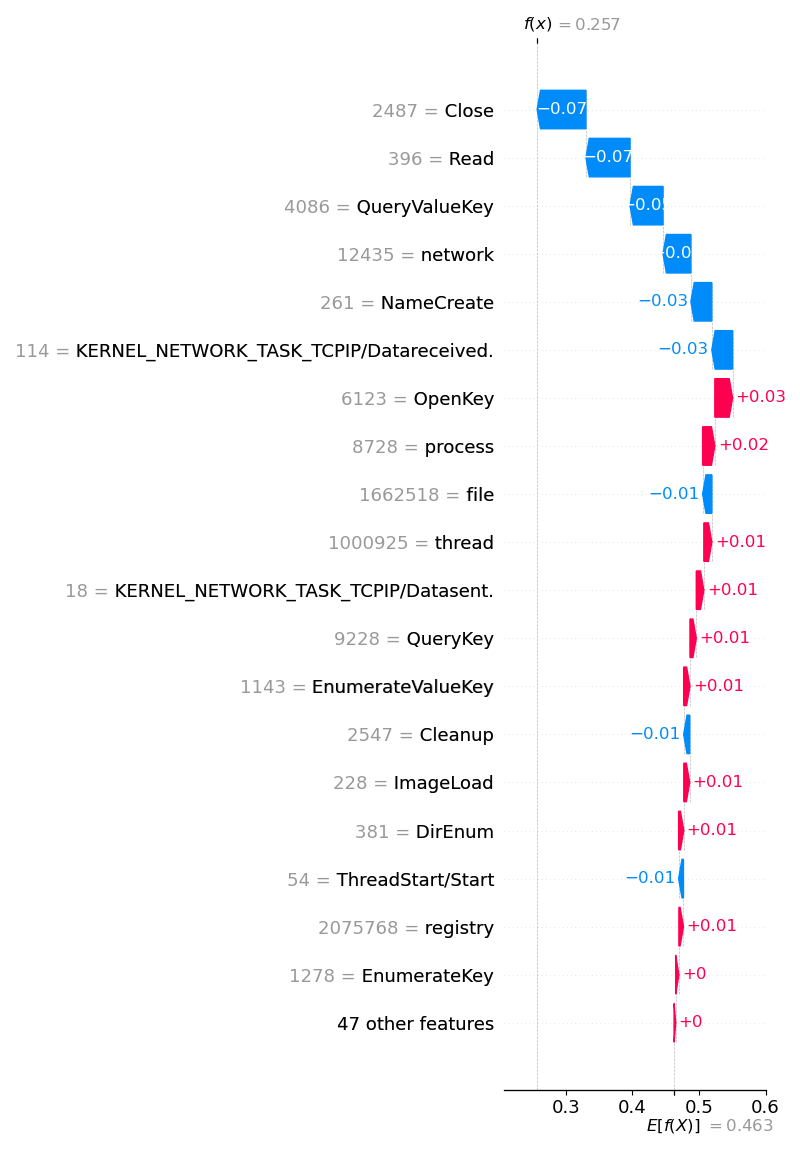 f(x) = 0.257
2487 = Close −0.07
396 = Read −0.07
4086 = QueryValueKey
12435 = network
261 = NameCreate −0.03
114 = KERNEL_NETWORK_TASK_TCPIP/Datareceived. −0.03
6123 = OpenKey +0.03
8728 = process +0.02
1662518 = file −0.01
1000925 = thread +0.01
18 = KERNEL_NETWORK_TASK_TCPIP/Datasent. +0.01
9228 = QueryKey +0.01
1143 = EnumerateValueKey +0.01
2547 = Cleanup −0.01
228 = ImageLoad +0.01
381 = DirEnum +0.01
54 = ThreadStart/Start −0.01
2075768 = registry +0.01
1278 = EnumerateKey +0
47 other features +0
0.3 0.4 0.5 0.6
E[f(X)] = 0.463